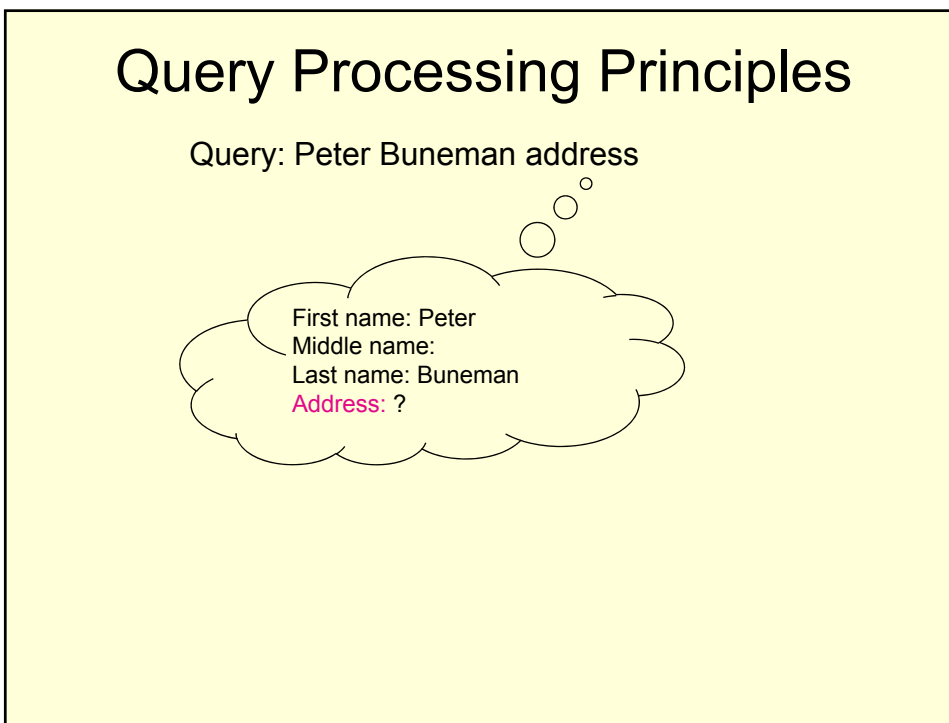 Query Processing Principles
Query: Peter Buneman address
First name: Peter
Middle name:
Last name: Buneman
Address: ?